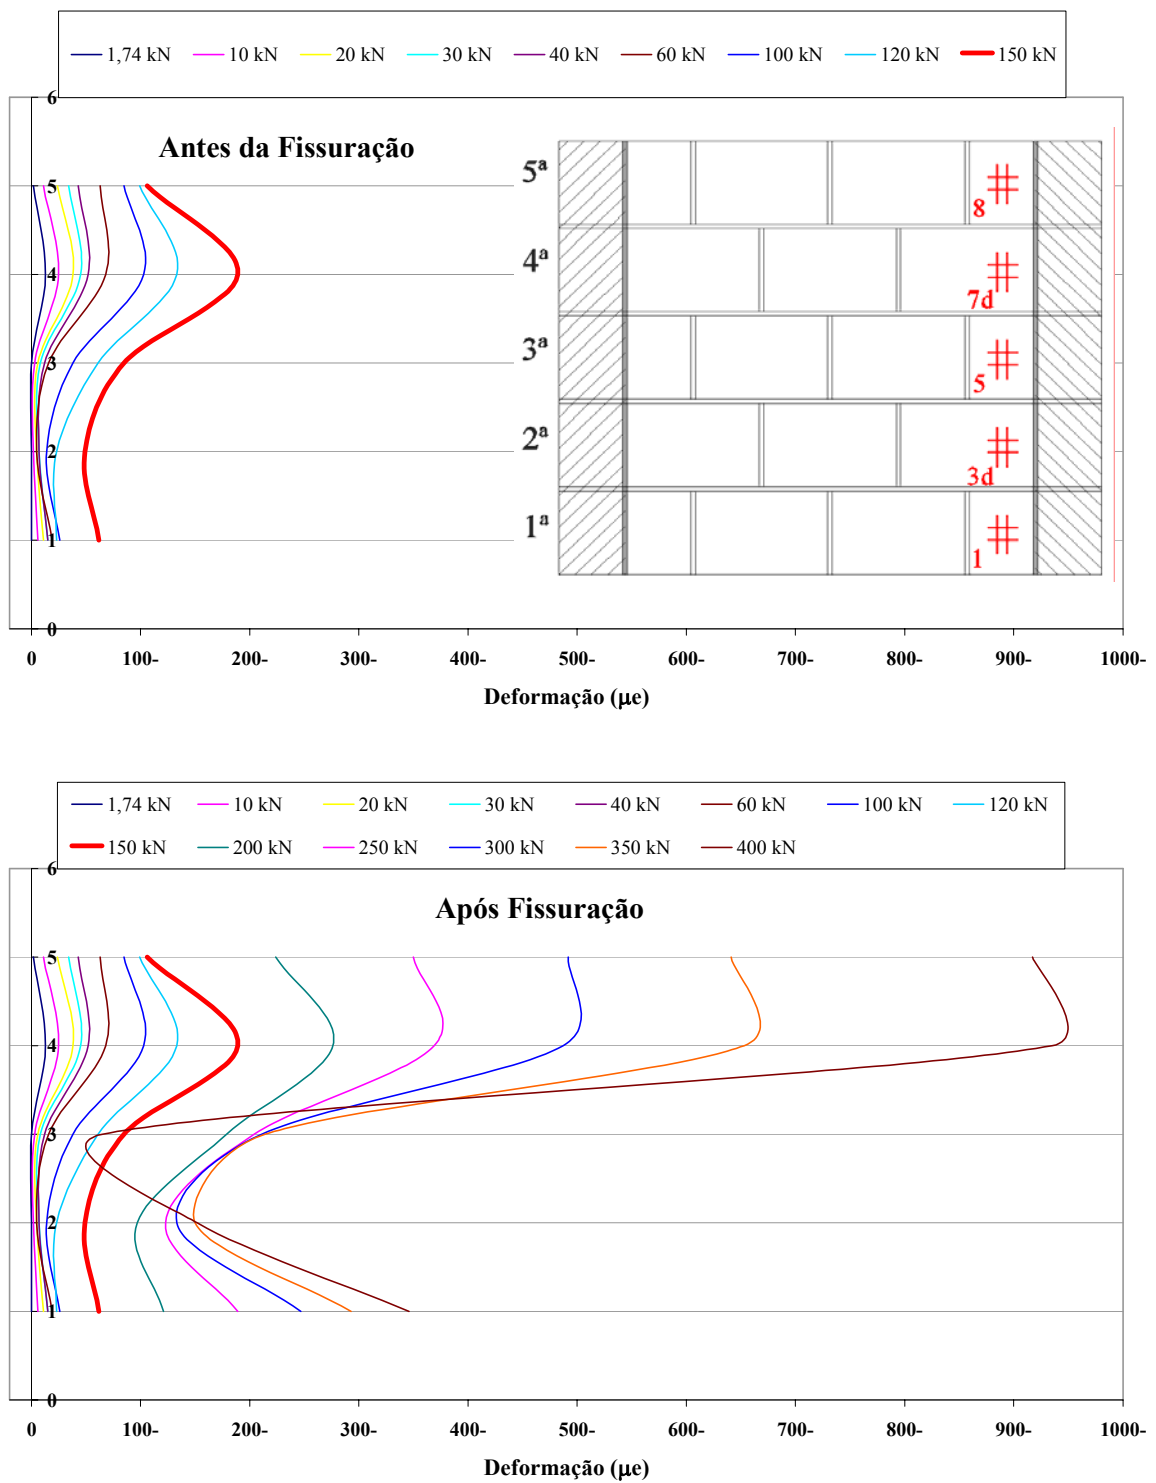 1,74 kN 10 kN 20 kN 30 kN 40 kN 60 kN 100 kN 120 kN 150 kN
6
Antes da Fissuração
5
4
3
2
1
0
5ª
8
4ª
7d
3ª
5
2ª
3d
1ª
1
0 100- 200- 300- 400- 500- 600- 700- 800- 900- 1000-
Deformação (µe)
1,74 kN 10 kN 20 kN 30 kN 40 kN 60 kN 100 kN 120 kN
150 kN 200 kN 250 kN 300 kN 350 kN 400 kN
6
Após Fissuração
5
4
3
2
1
0
0 100- 200- 300- 400- 500- 600- 700- 800- 900- 1000-
Deformação (µe)